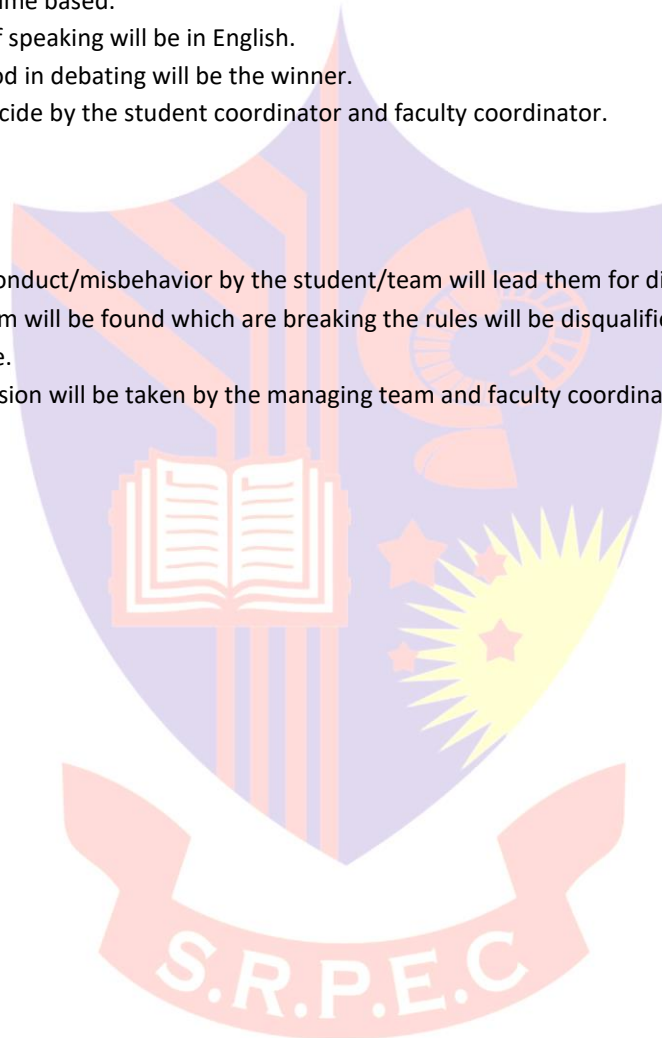 me based.
f speaking will be in English.
od in debating will be the winner.
cide by the student coordinator and faculty coordinator.
onduct/misbehavior by the student/team will lead them for di
m will be found which are breaking the rules will be disqualifi
e.
sion will be taken by the managing team and faculty coordina
S.R.P.E.C